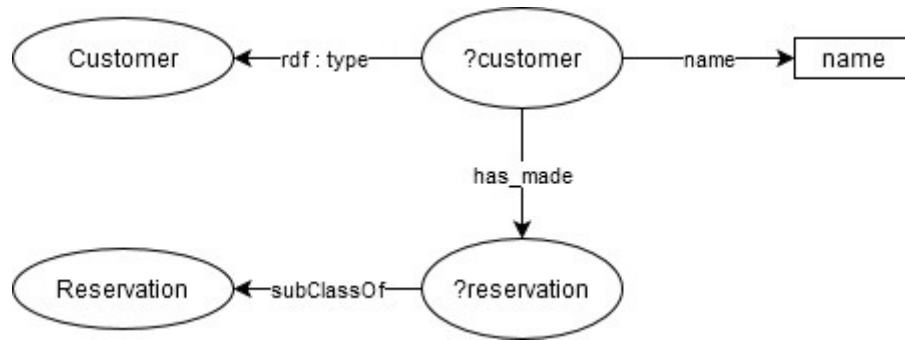 Customer
rdf : type
?customer
name
name
has_made
Reservation
subClassOf
?reservation